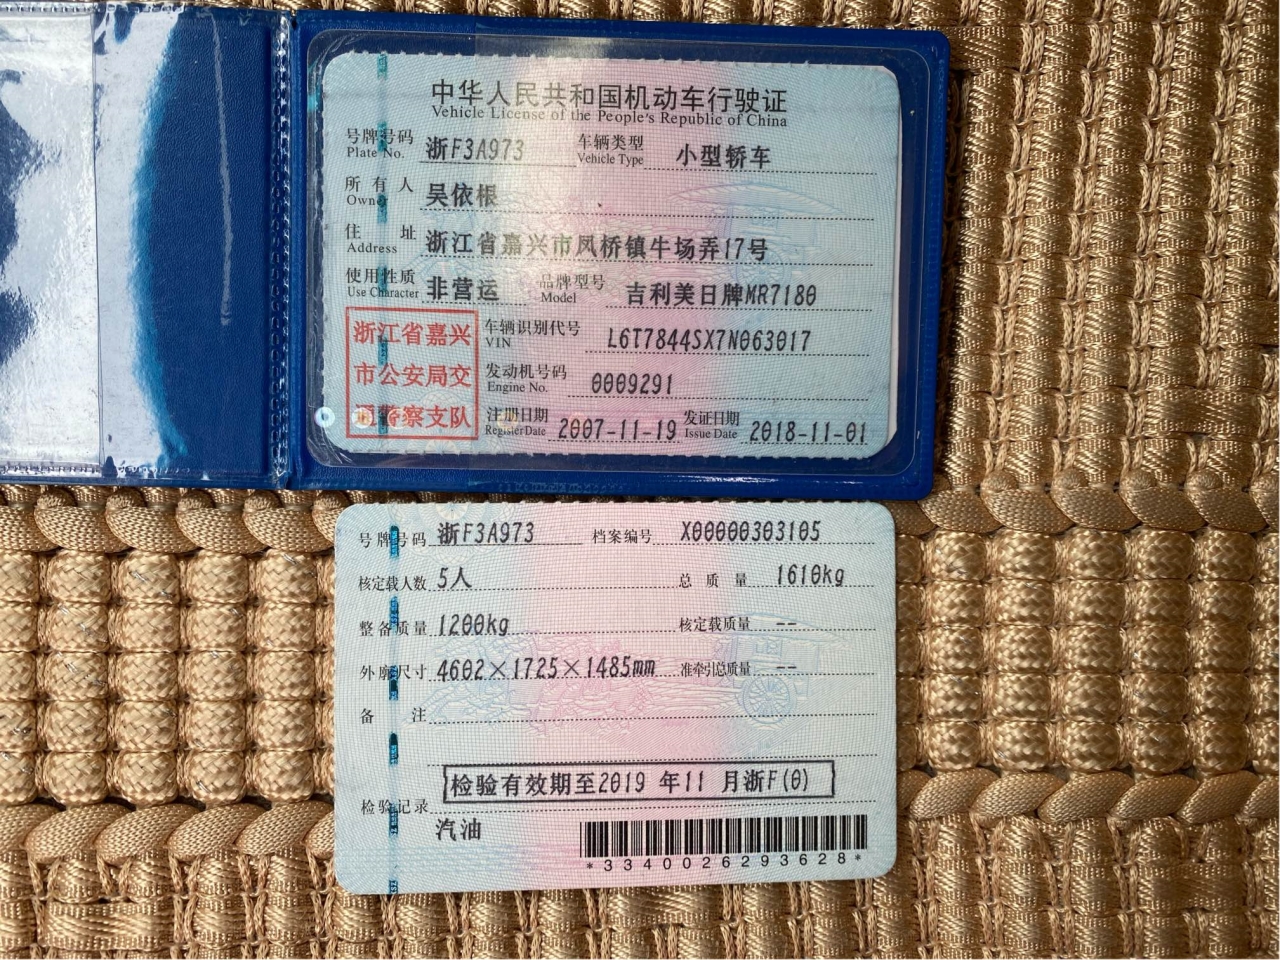 中华人民共和国机动车行驶证
Vehicle License of the People's Republic of China
号牌号码 浙F3A973 车辆类型 小型轿车
Plate No. Vehicle Type
所有人 吴依根
Owner
住址 浙江省嘉兴市凤桥镇牛场弄17号
Address
使用性质 非营运 品牌型号 吉利美日牌MR7180
Use Character Model
浙江省嘉兴
市公安局交
通警察支队
车辆识别代号 L6T7844SX7N063017
VIN
发动机号码 0009291
Engine No.
注册日期 2007-11-19 发证日期 2018-11-01
Register Date Issue Date
号牌号码 浙F3A973 档案编号 X00000303105
核定载人数 5人 总质量 1610kg
整备质量 1200kg 核定载质量 --
外廓尺寸 4602×1725×1485mm 准牵引总质量 --
备注
检验有效期至2019 年11 月浙F(0)
检验记录
汽油
*3340026293628*